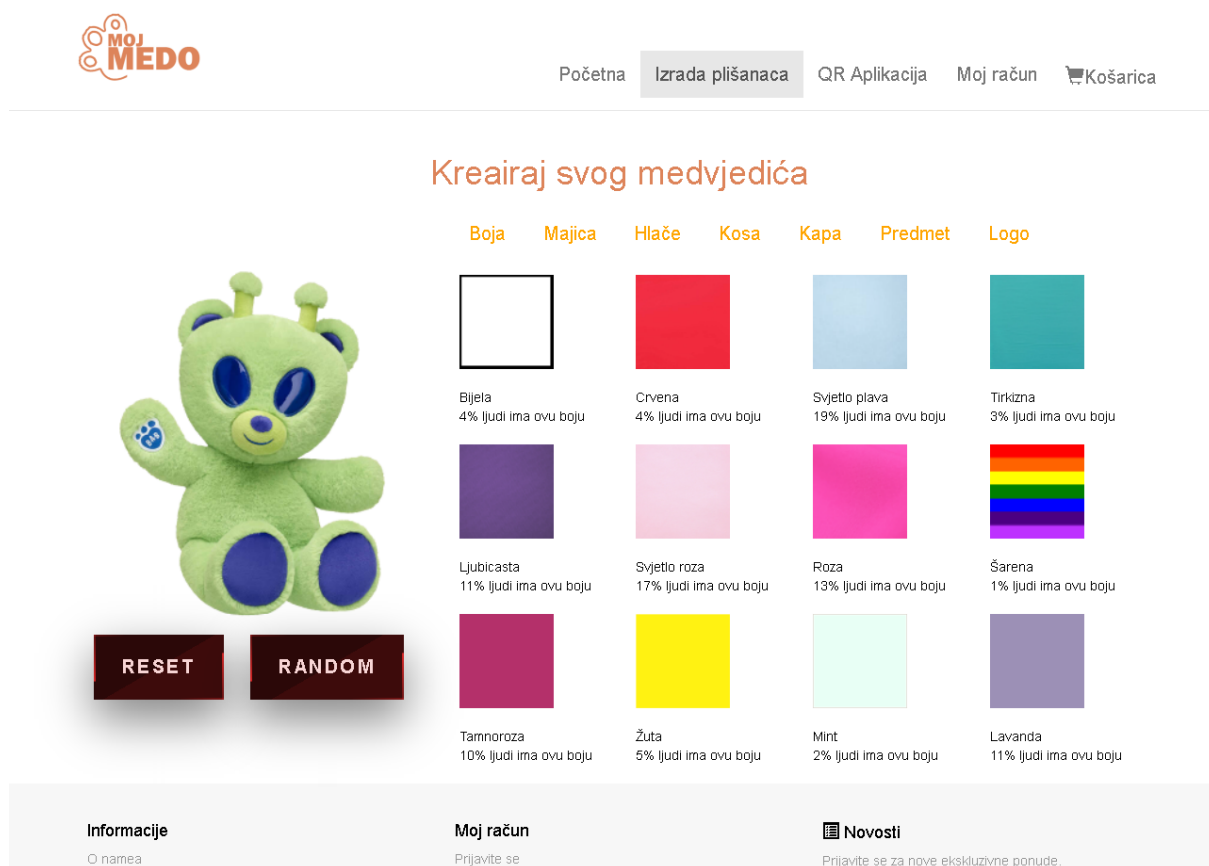 MOJ
MEDO
Početna Izrada plišanaca QR Aplikacija Moj račun Košarica
Kreairaj svog medvjedića
Boja Majica Hlače Kosa Kapa Predmet Logo
Bijela Crvena Svjetlo plava Tirkizna
4% ljudi ima ovu boju 4% ljudi ima ovu boju 19% ljudi ima ovu boju 3% ljudi ima ovu boju
Ljubicasta Svjetlo roza Roza Šarena
11% ljudi ima ovu boju 17% ljudi ima ovu boju 13% ljudi ima ovu boju 1% ljudi ima ovu boju
RESET RANDOM
Tamnoroza Žuta Mint Lavanda
10% ljudi ima ovu boju 5% ljudi ima ovu boju 2% ljudi ima ovu boju 11% ljudi ima ovu boju
Informacije Moj račun Novosti
O namea Prijavite se Prijavite se za nove ekskluzivne ponude,